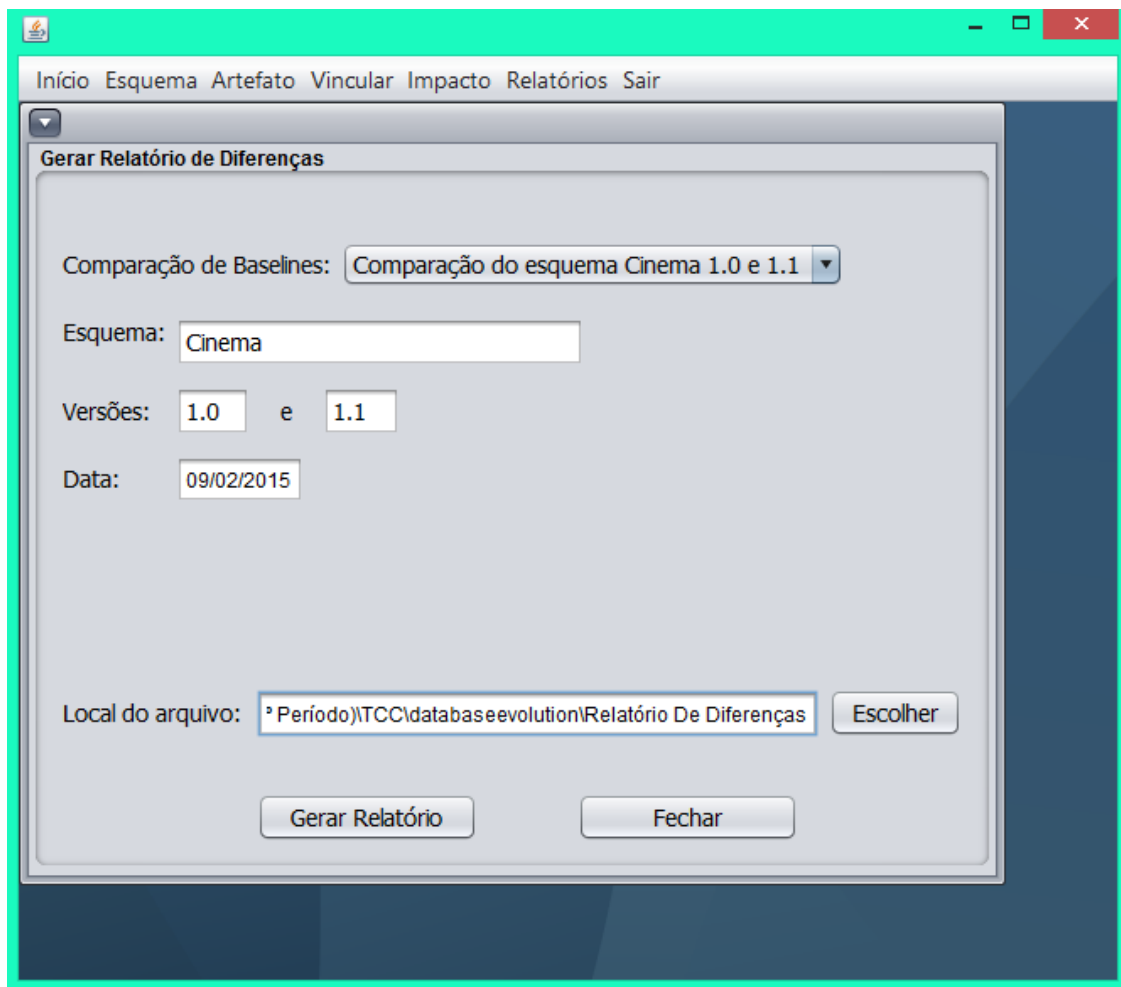 Início Esquema Artefato Vincular Impacto Relatórios Sair
Gerar Relatório de Diferenças
Comparação de Baselines: Comparação do esquema Cinema 1.0 e 1.1
Esquema: Cinema
Versões: 1.0 e 1.1
Data: 09/02/2015
Local do arquivo: º Período)\TCC\databaseevolution\Relatório De Diferenças Escolher
Gerar Relatório Fechar